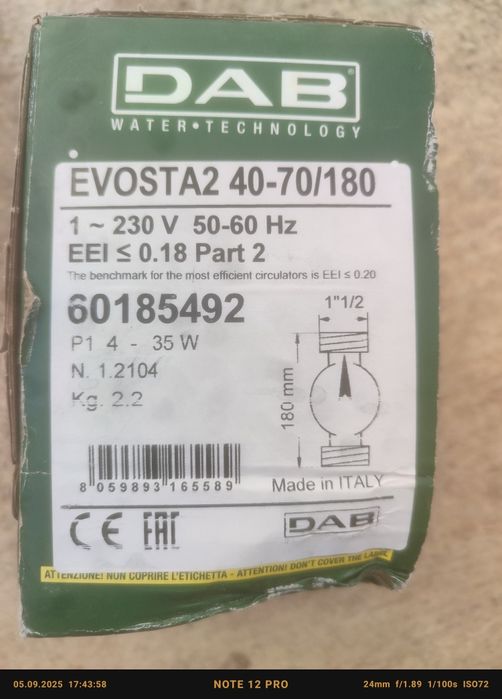 DAB
WATER•TECHNOLOGY
EVOSTA2 40-70/180
1 ~ 230 V 50-60 Hz
EEI ≤ 0.18 Part 2
The benchmark for the most efficient circulators is EEI ≤ 0.20
60185492
1"1/2
P1 4 - 35 W
N. 1.2104
Kg. 2.2
180 mm
8 059893 165589
Made in ITALY
CE EAC
DAB
ATTENZIONE! NON COPRIRE L'ETICHETTA - ATTENTION! DON'T COVER THE LABEL
05.09.2025 17:43:58
NOTE 12 PRO
24mm f/1.89 1/100s ISO72